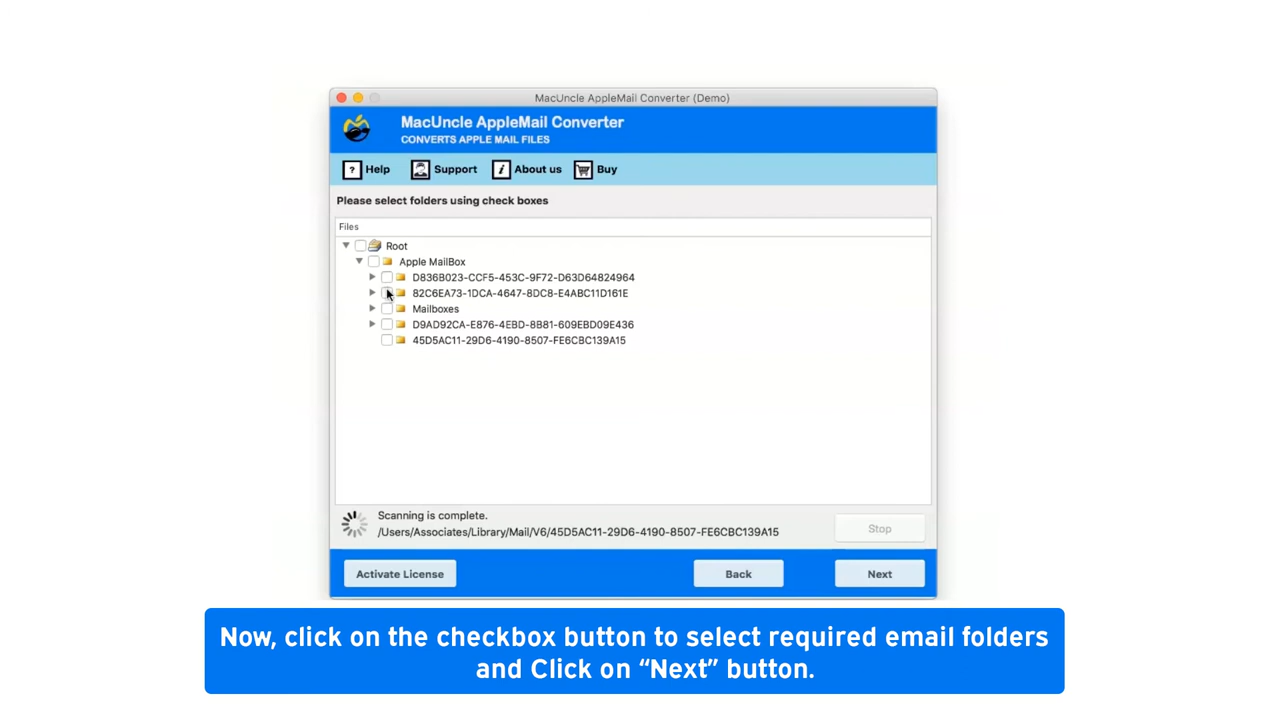 MacUncle AppleMail Converter (Demo)
MacUncle AppleMail Converter
CONVERTS APPLE MAIL FILES
? Help Support i About us Buy
Please select folders using check boxes
Files
Root
Apple MailBox
D836B023-CCF5-453C-9F72-D63D64824964
82C6EA73-1DCA-4647-8DC8-E4ABC11D161E
Mailboxes
D9AD92CA-E876-4EBD-8B81-609EBD09E436
45D5AC11-29D6-4190-8507-FE6CBC139A15
Scanning is complete.
/Users/Associates/Library/Mail/V6/45D5AC11-29D6-4190-8507-FE6CBC139A15
Stop
Activate License Back Next
Now, click on the checkbox button to select required email folders
and Click on “Next” button.